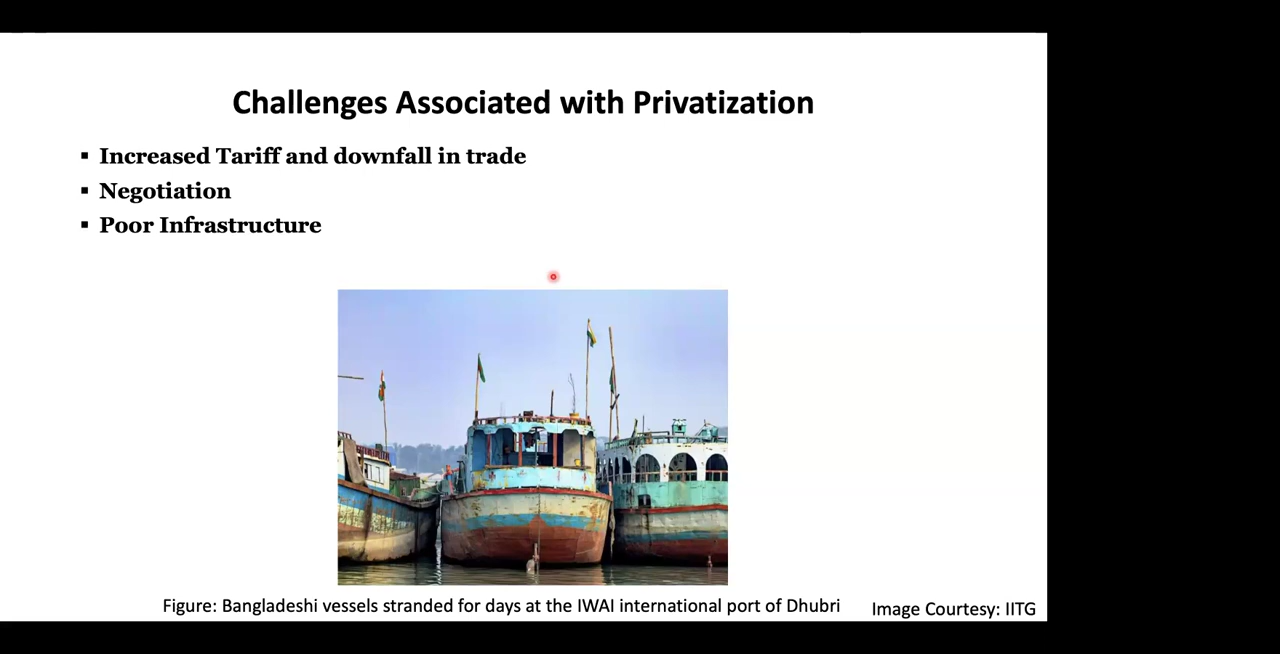 Challenges Associated with Privatization
▪ Increased Tariff and downfall in trade
▪ Negotiation
▪ Poor Infrastructure
Figure: Bangladeshi vessels stranded for days at the IWAI international port of Dhubri
Image Courtesy: IITG